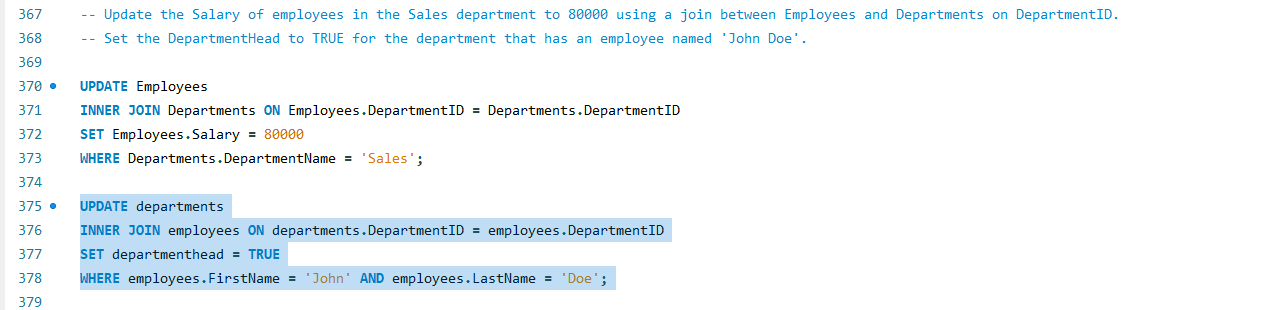 367 -- Update the Salary of employees in the Sales department to 80000 using a join between Employees and Departments on DepartmentID.
368 -- Set the DepartmentHead to TRUE for the department that has an employee named 'John Doe'.
369
370 UPDATE Employees
371 INNER JOIN Departments ON Employees.DepartmentID = Departments.DepartmentID
372 SET Employees.Salary = 80000
373 WHERE Departments.DepartmentName = 'Sales';
374
375 UPDATE departments
376 INNER JOIN employees ON departments.DepartmentID = employees.DepartmentID
377 SET departmenthead = TRUE
378 WHERE employees.FirstName = 'John' AND employees.LastName = 'Doe';
379